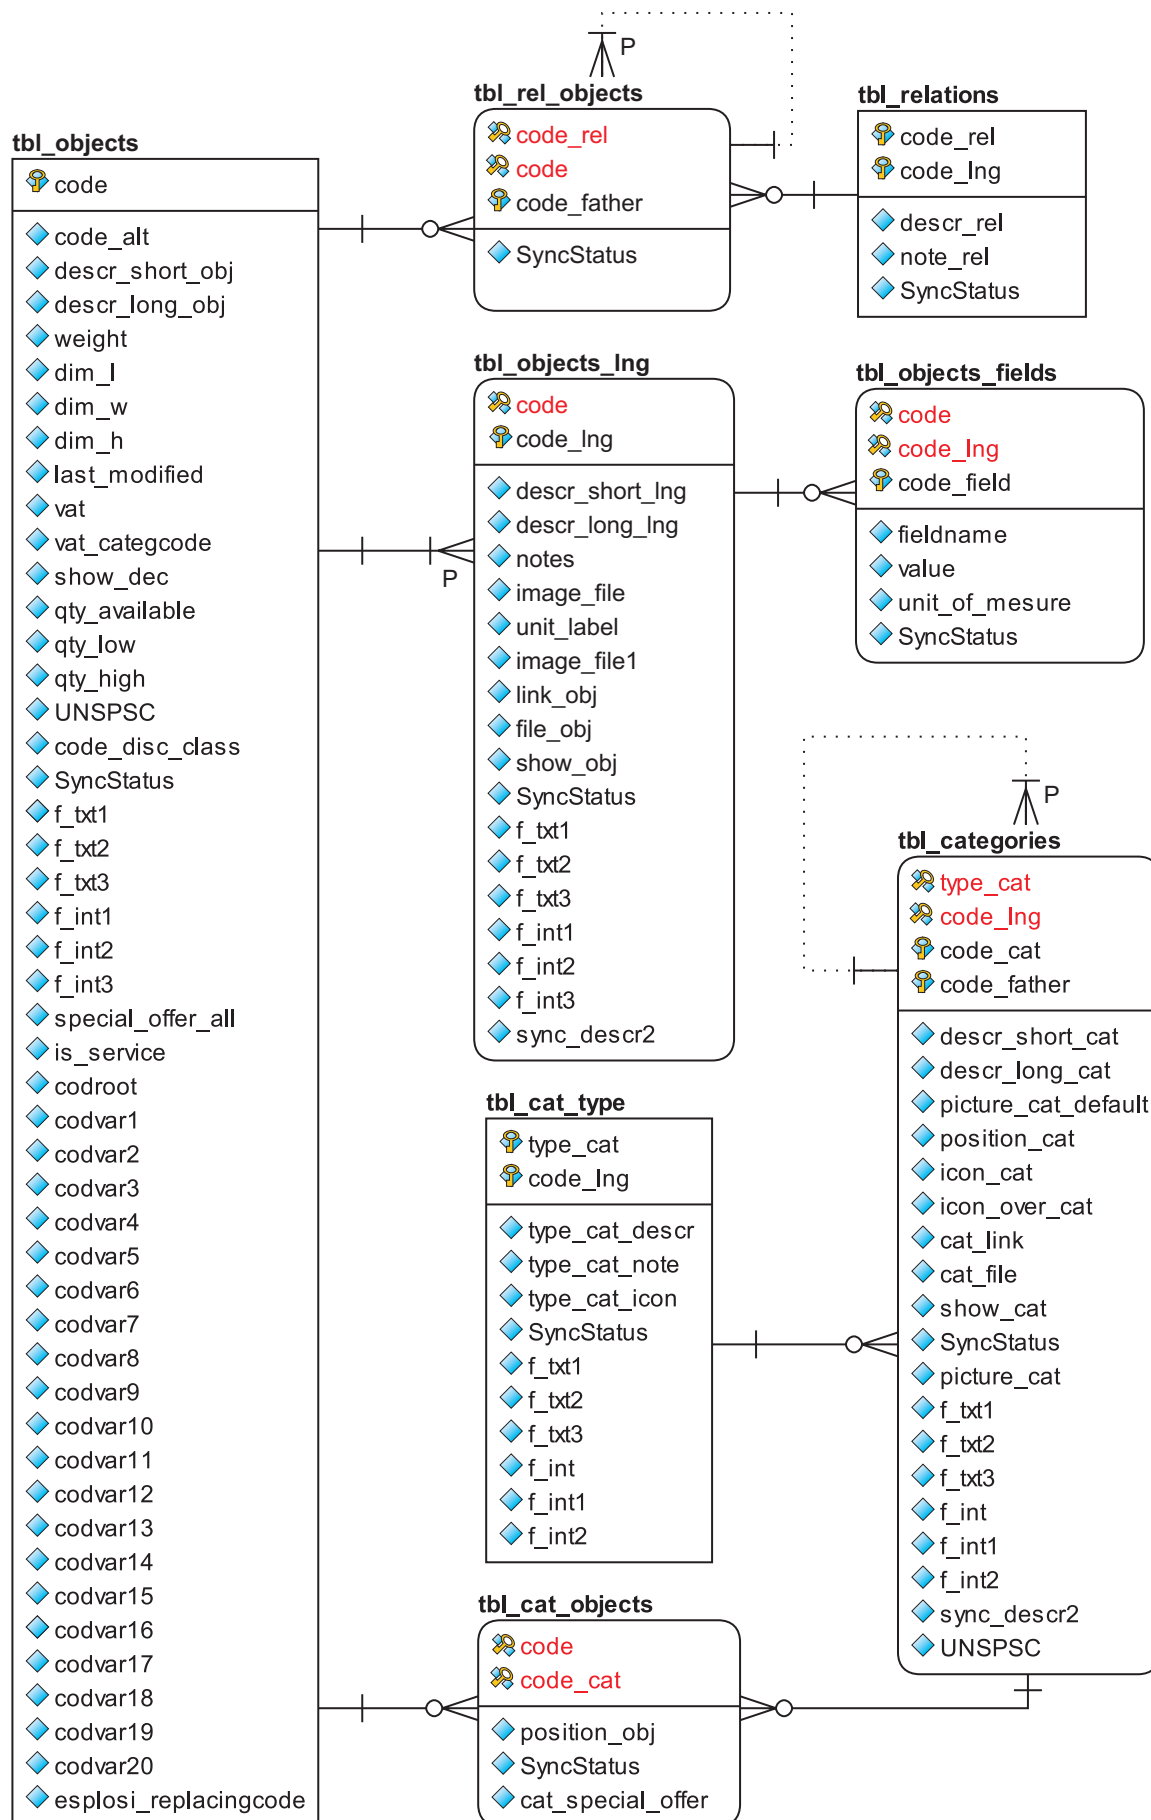 tbl_objects
code
code_alt
descr_short_obj
descr_long_obj
weight
dim_l
dim_w
dim_h
last_modified
vat
vat_categcode
show_dec
qty_available
qty_low
qty_high
UNSPSC
code_disc_class
SyncStatus
f_txt1
f_txt2
f_txt3
f_int1
f_int2
f_int3
special_offer_all
is_service
codroot
codvar1
codvar2
codvar3
codvar4
codvar5
codvar6
codvar7
codvar8
codvar9
codvar10
codvar11
codvar12
codvar13
codvar14
codvar15
codvar16
codvar17
codvar18
codvar19
codvar20
esplosi_replacingcode
P
tbl_rel_objects
code_rel
code
code_father
SyncStatus
tbl_relations
code_rel
code_lng
descr_rel
note_rel
SyncStatus
tbl_objects_lng
code
code_lng
descr_short_lng
descr_long_lng
notes
image_file
unit_label
image_file1
link_obj
file_obj
show_obj
SyncStatus
f_txt1
f_txt2
f_txt3
f_int1
f_int2
f_int3
sync_descr2
P
tbl_objects_fields
code
code_lng
code_field
fieldname
value
unit_of_mesure
SyncStatus
P
tbl_categories
type_cat
code_lng
code_cat
code_father
descr_short_cat
descr_long_cat
picture_cat_default
position_cat
icon_cat
icon_over_cat
cat_link
cat_file
show_cat
SyncStatus
picture_cat
f_txt1
f_txt2
f_txt3
f_int
f_int1
f_int2
sync_descr2
UNSPSC
tbl_cat_type
type_cat
code_lng
type_cat_descr
type_cat_note
type_cat_icon
SyncStatus
f_txt1
f_txt2
f_txt3
f_int
f_int1
f_int2
tbl_cat_objects
code
code_cat
position_obj
SyncStatus
cat_special_offer